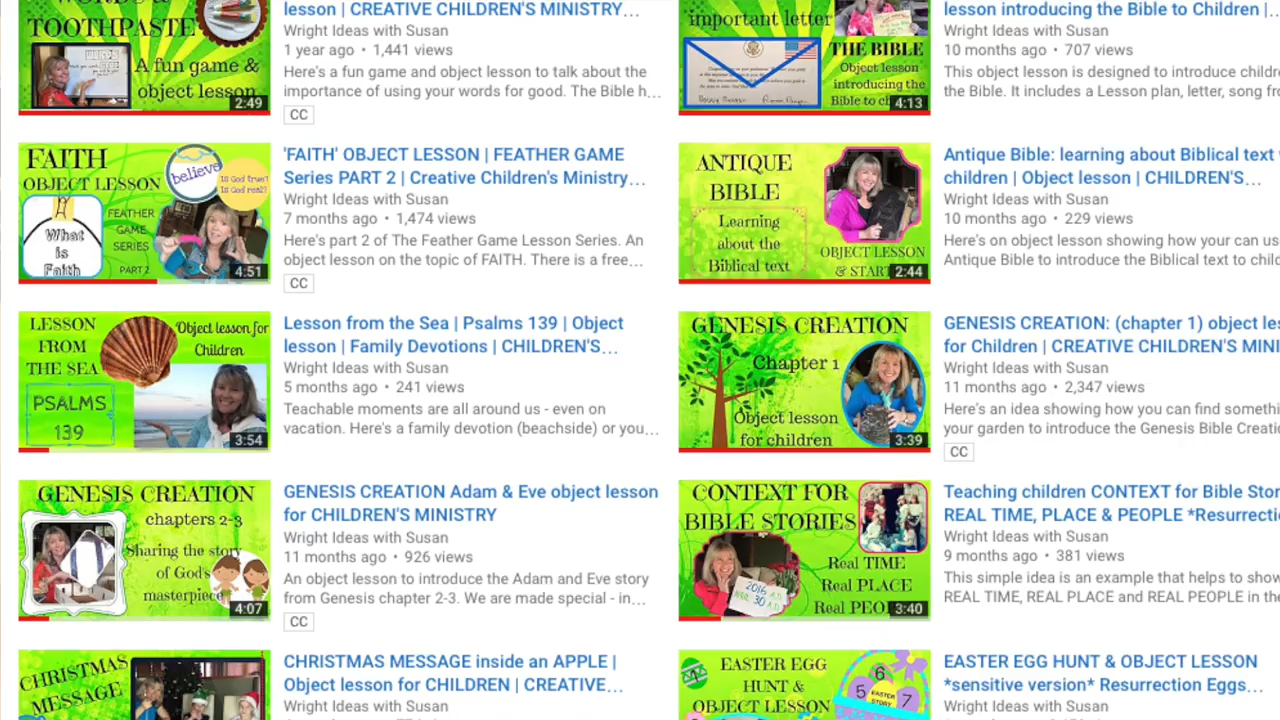 WORDS &
TOOTHPASTE
A fun game &
object lesson
2:49
lesson | CREATIVE CHILDREN'S MINISTRY…
Wright Ideas with Susan
1 year ago • 1,441 views
Here's a fun game and object lesson to talk about the
importance of using your words for good. The Bible h…
CC
important letter
THE BIBLE
Object lesson
introducing the
Bible to ch
4:13
lesson introducing the Bible to Children |…
Wright Ideas with Susan
10 months ago • 707 views
This object lesson is designed to introduce childre
the Bible. It includes a Lesson plan, letter, song fro
FAITH
OBJECT LESSON
believe
Is God true?
Is God real?
What
is
Faith
FEATHER
GAME
SERIES
PART 2
4:51
'FAITH' OBJECT LESSON | FEATHER GAME
Series PART 2 | Creative Children's Ministry…
Wright Ideas with Susan
7 months ago • 1,474 views
Here's part 2 of The Feather Game Lesson Series. An
object lesson on the topic of FAITH. There is a free…
CC
ANTIQUE
BIBLE
Learning
about the
Biblical text
OBJECT LESSON
& START
2:44
Antique Bible: learning about Biblical text
children | Object lesson | CHILDREN'S…
Wright Ideas with Susan
10 months ago • 229 views
Here's on object lesson showing how your can us
Antique Bible to introduce the Biblical text to child
LESSON
FROM
THE SEA
Object lesson for
Children
PSALMS
139
3:54
Lesson from the Sea | Psalms 139 | Object
lesson | Family Devotions | CHILDREN'S…
Wright Ideas with Susan
5 months ago • 241 views
Teachable moments are all around us - even on
vacation. Here's a family devotion (beachside) or you…
GENESIS CREATION
Chapter 1
Object lesson
for children
3:39
GENESIS CREATION: (chapter 1) object les
for Children | CREATIVE CHILDREN'S MINI
Wright Ideas with Susan
11 months ago • 2,347 views
Here's an idea showing how you can find somethi
your garden to introduce the Genesis Bible Creatio
CC
GENESIS CREATION
chapters 2-3
Sharing the story
of God's
masterpiece
4:07
GENESIS CREATION Adam & Eve object lesson
for CHILDREN'S MINISTRY
Wright Ideas with Susan
11 months ago • 926 views
An object lesson to introduce the Adam and Eve story
from Genesis chapter 2-3. We are made special - in…
CC
CONTEXT FOR
BIBLE STORIES
2016 A.D.
30 A.D.
Real TIME
Real PLACE
Real PEO
3:40
Teaching children CONTEXT for Bible Stor
REAL TIME, PLACE & PEOPLE *Resurrectio
Wright Ideas with Susan
9 months ago • 381 views
This simple idea is an example that helps to show
REAL TIME, REAL PLACE and REAL PEOPLE in the
CHRISTMAS
MESSAGE
CHRISTMAS MESSAGE inside an APPLE |
Object lesson for CHILDREN | CREATIVE…
Wright Ideas with Susan
EASTER EGG
HUNT &
OBJECT LESSON
1
5
6
7
EASTER
STORY
EASTER EGG HUNT & OBJECT LESSON
*sensitive version* Resurrection Eggs…
Wright Ideas with Susan